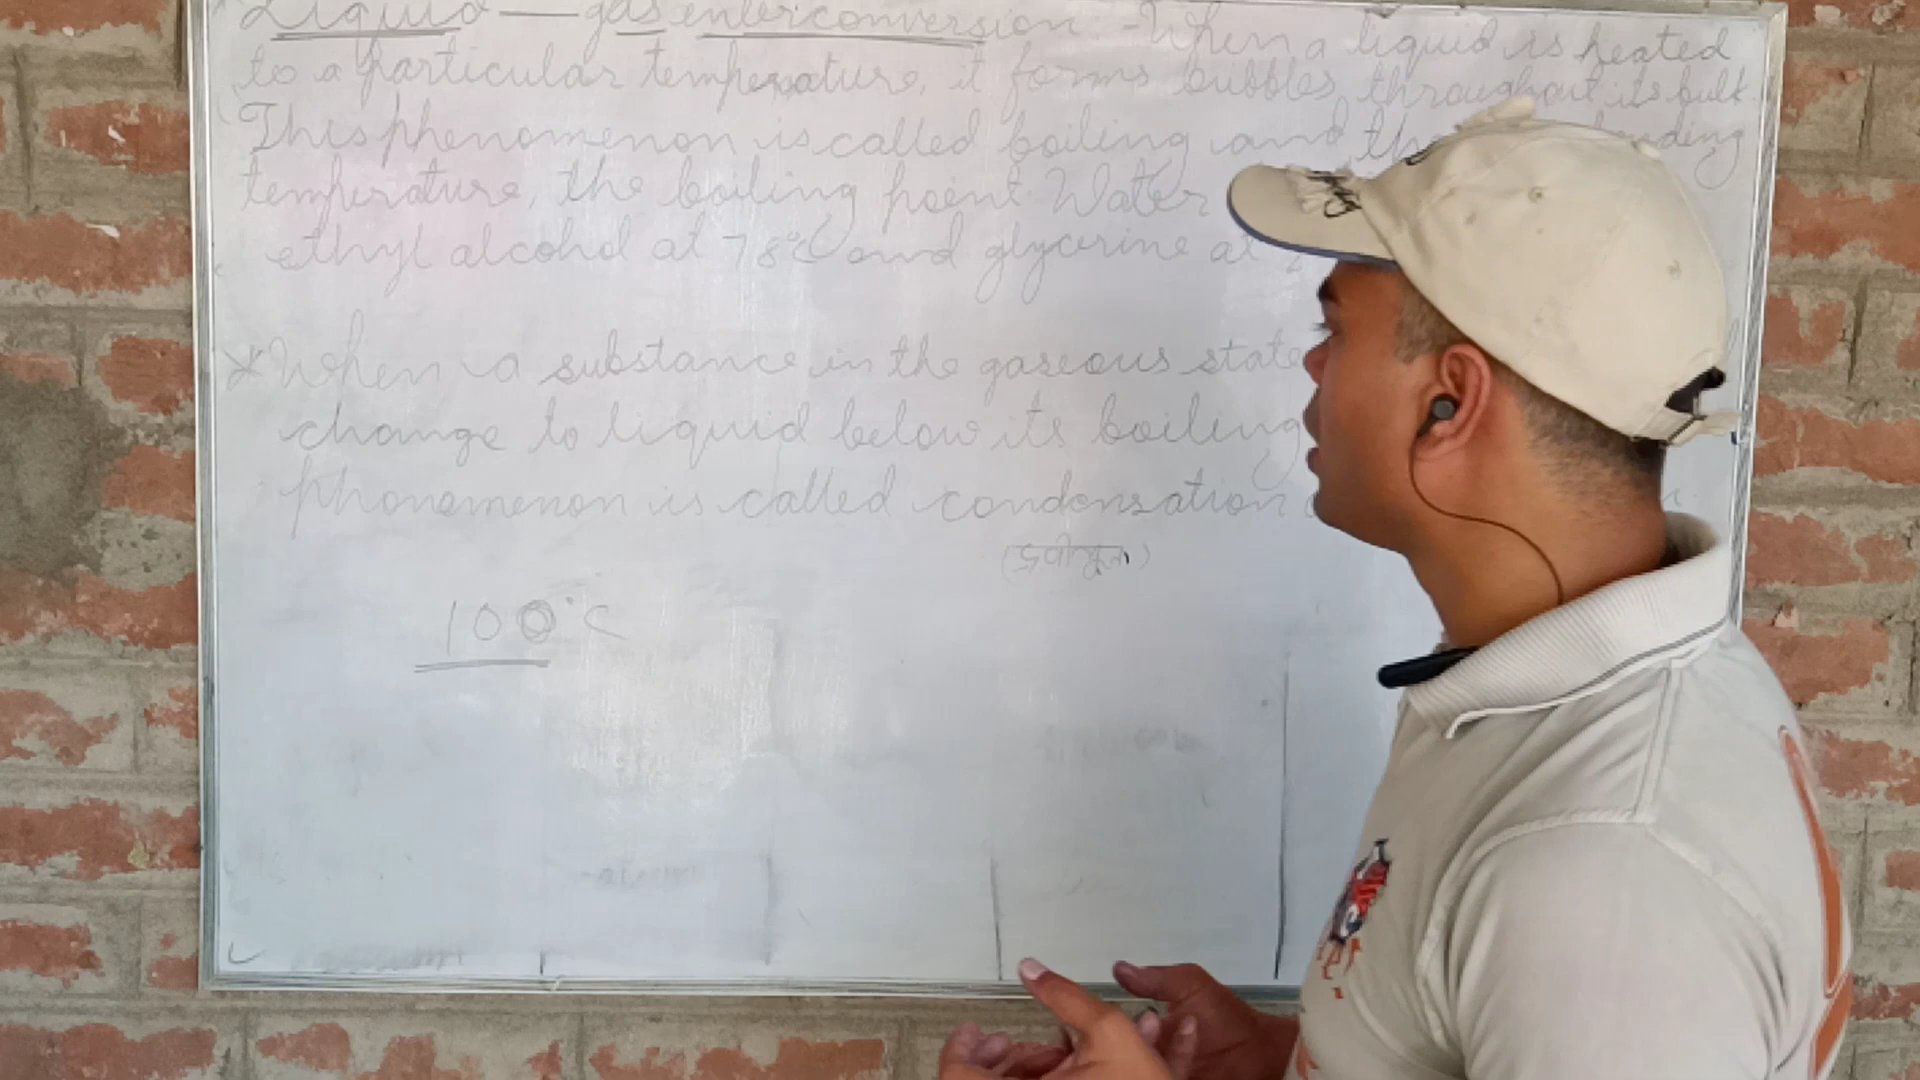 Liquid — gas interconversion :- When a liquid is heated
to a particular temperature, it forms bubbles throughout its bulk.
This phenomenon is called boiling and
temperature, the boiling point. Water
ethyl alcohol at 78°C and glycerine at
* When a substance in the gaseous state
change to liquid below its boiling
phonomenon is called condensation
100°C